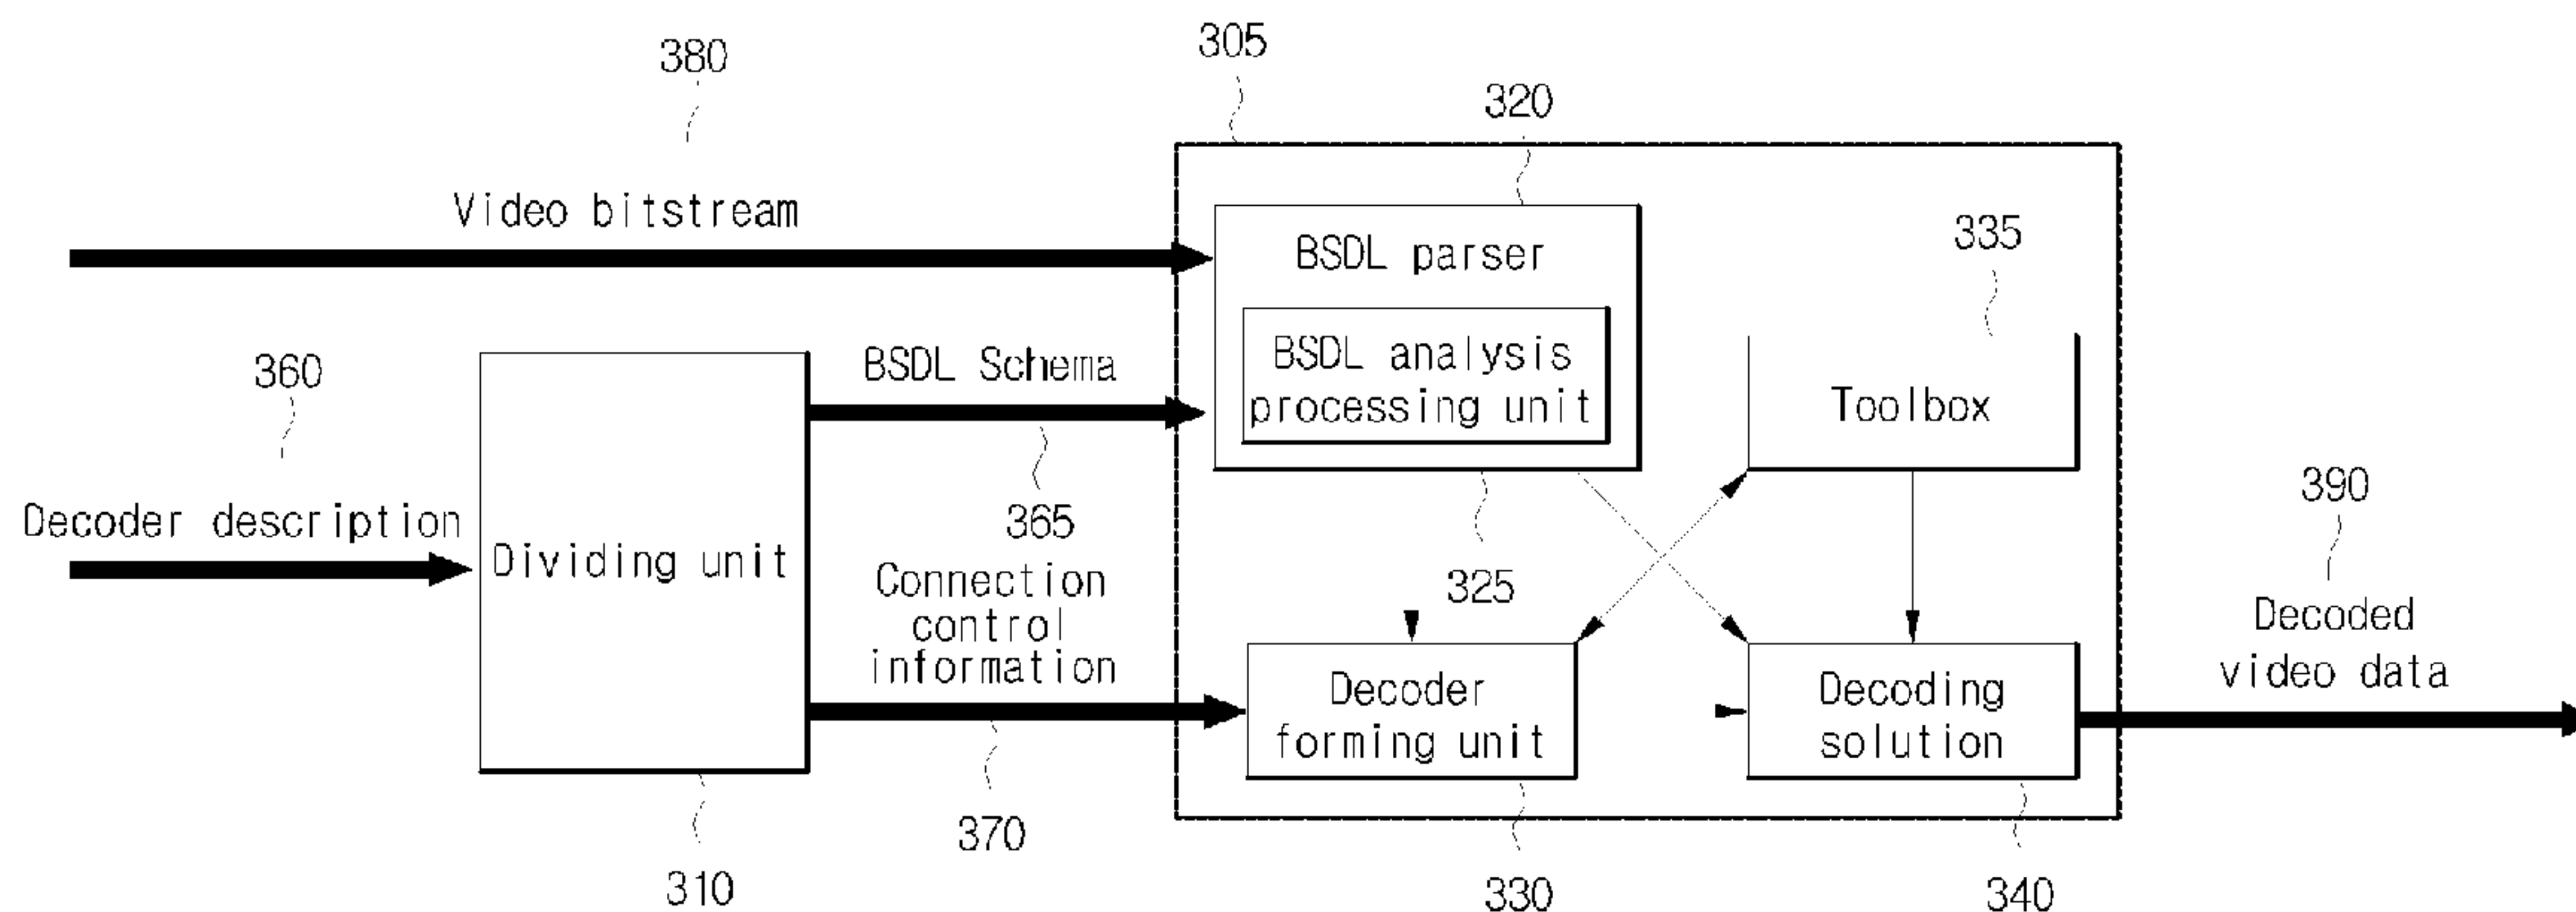 380
305
320
Video bitstream
335
BSDL parser
360
BSDL Schema
BSDL analysis
processing unit
Toolbox
Decoder description
365
390
Dividing unit
Connection
control
information
325
Decoded
video data
Decoder
forming unit
Decoding
solution
370
310
330
340